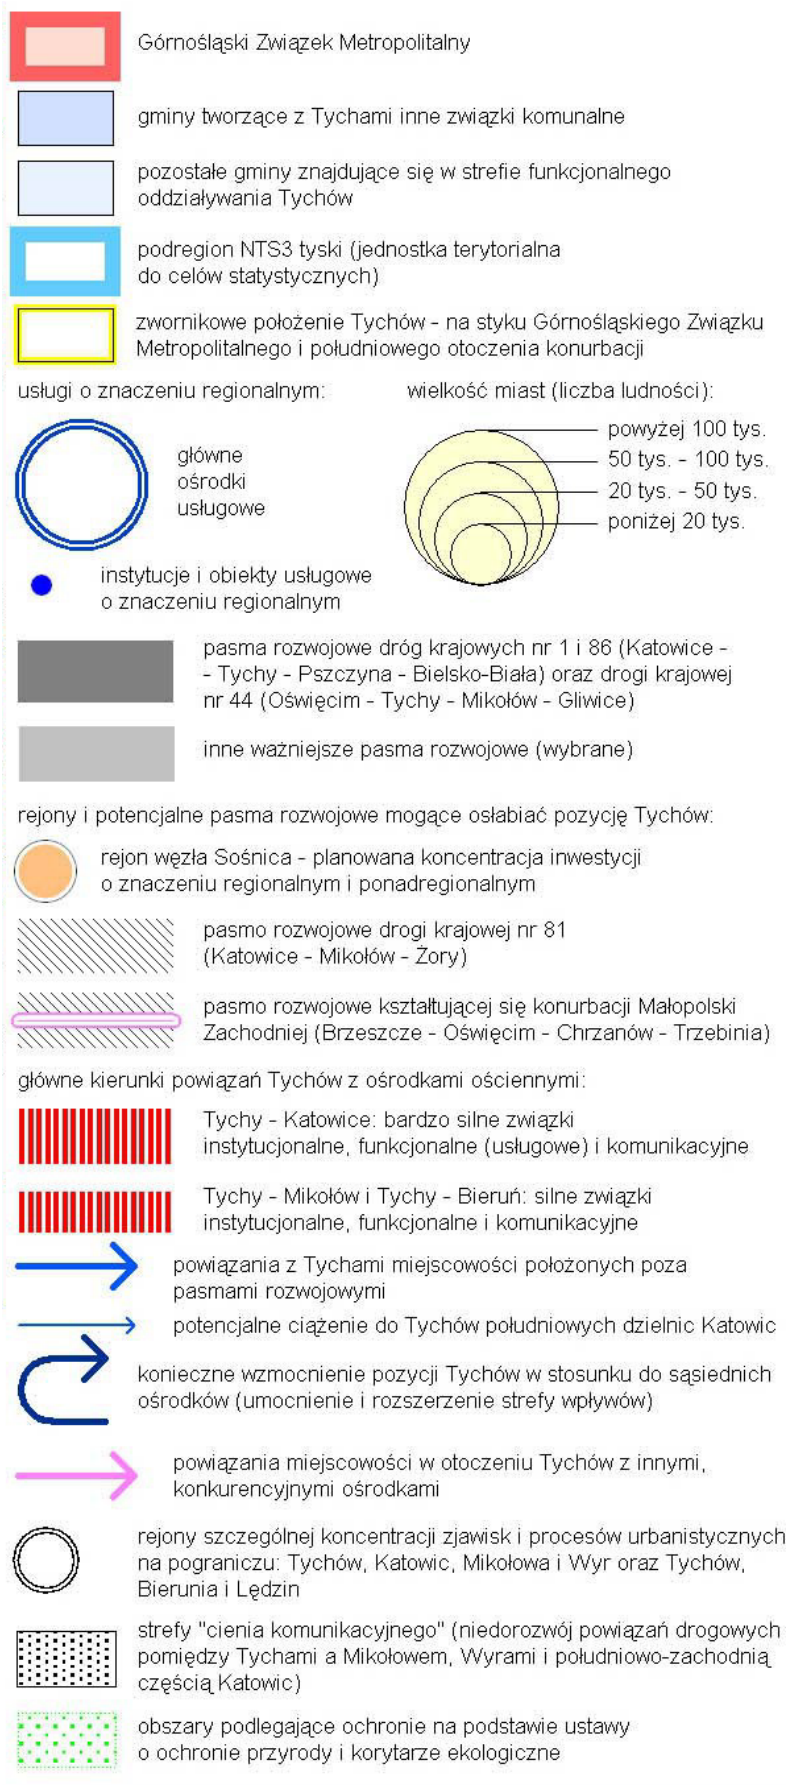 Górnośląski Związek Metropolitalny
gminy tworzące z Tychami inne związki komunalne
pozostałe gminy znajdujące się w strefie funkcjonalnego
oddziaływania Tychów
podregion NTS3 tyski (jednostka terytorialna
do celów statystycznych)
zwornikowe położenie Tychów - na styku Górnośląskiego Związku
Metropolitalnego i południowego otoczenia konurbacji
usługi o znaczeniu regionalnym:
główne
ośrodki
usługowe
instytucje i obiekty usługowe
o znaczeniu regionalnym
wielkość miast (liczba ludności):
powyżej 100 tys.
50 tys. - 100 tys.
20 tys. - 50 tys.
poniżej 20 tys.
pasma rozwojowe dróg krajowych nr 1 i 86 (Katowice -
- Tychy - Pszczyna - Bielsko-Biała) oraz drogi krajowej
nr 44 (Oświęcim - Tychy - Mikołów - Gliwice)
inne ważniejsze pasma rozwojowe (wybrane)
rejony i potencjalne pasma rozwojowe mogące osłabiać pozycję Tychów:
rejon węzła Sośnica - planowana koncentracja inwestycji
o znaczeniu regionalnym i ponadregionalnym
pasmo rozwojowe drogi krajowej nr 81
(Katowice - Mikołów - Żory)
pasmo rozwojowe kształtującej się konurbacji Małopolski
Zachodniej (Brzeszcze - Oświęcim - Chrzanów - Trzebinia)
główne kierunki powiązań Tychów z ośrodkami ościennymi:
Tychy - Katowice: bardzo silne związki
instytucjonalne, funkcjonalne (usługowe) i komunikacyjne
Tychy - Mikołów i Tychy - Bieruń: silne związki
instytucjonalne, funkcjonalne i komunikacyjne
powiązania z Tychami miejscowości położonych poza
pasmami rozwojowymi
potencjalne ciążenie do Tychów południowych dzielnic Katowic
konieczne wzmocnienie pozycji Tychów w stosunku do sąsiednich
ośrodków (umocnienie i rozszerzenie strefy wpływów)
powiązania miejscowości w otoczeniu Tychów z innymi,
konkurencyjnymi ośrodkami
rejony szczególnej koncentracji zjawisk i procesów urbanistycznych
na pograniczu: Tychów, Katowic, Mikołowa i Wyr oraz Tychów,
Bierunia i Lędzin
strefy "cienia komunikacyjnego" (niedorozwój powiązań drogowych
pomiędzy Tychami a Mikołowem, Wyrami i południowo-zachodnią
częścią Katowic)
obszary podlegające ochronie na podstawie ustawy
o ochronie przyrody i korytarze ekologiczne